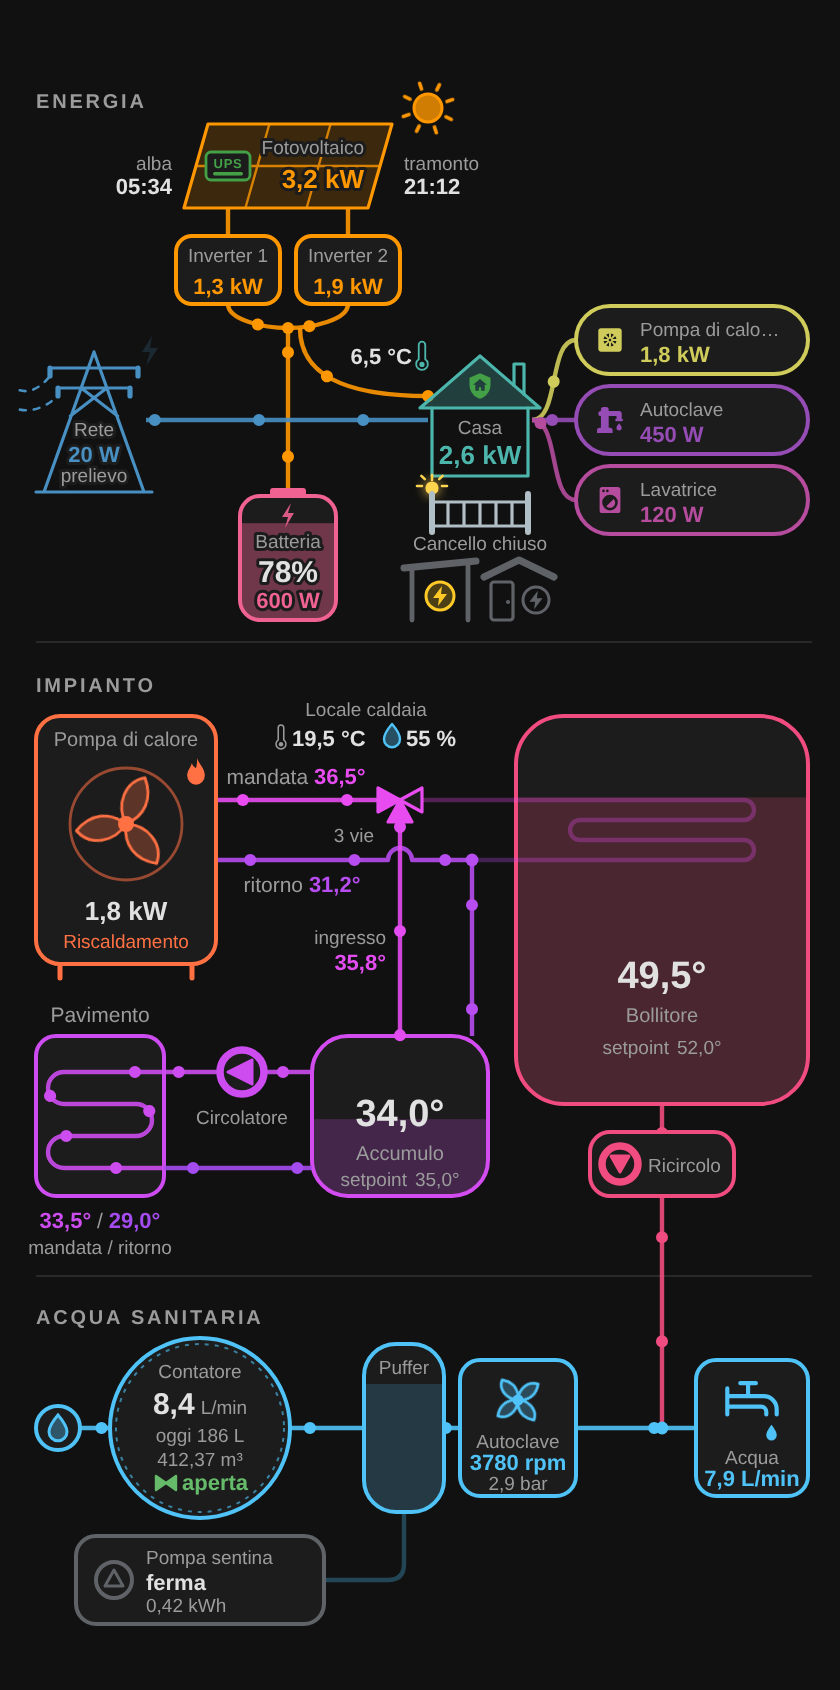 ENERGIA
UPS
Fotovoltaico
3,2 kW
alba
05:34
tramonto
21:12
Inverter 1
1,3 kW
Inverter 2
1,9 kW
6,5 °C
Rete
20 W
prelievo
Casa
2,6 kW
Pompa di calo…
1,8 kW
Autoclave
450 W
Lavatrice
120 W
Batteria
78%
600 W
Cancello chiuso
IMPIANTO
Locale caldaia
19,5 °C 55 %
Pompa di calore
1,8 kW
Riscaldamento
mandata 36,5°
3 vie
ritorno 31,2°
ingresso
35,8°
49,5°
Bollitore
setpoint 52,0°
Pavimento
Circolatore
34,0°
Accumulo
setpoint 35,0°
Ricircolo
33,5° / 29,0°
mandata / ritorno
ACQUA SANITARIA
Contatore
8,4 L/min
oggi 186 L
412,37 m³
aperta
Puffer
Autoclave
3780 rpm
2,9 bar
Acqua
7,9 L/min
Pompa sentina
ferma
0,42 kWh